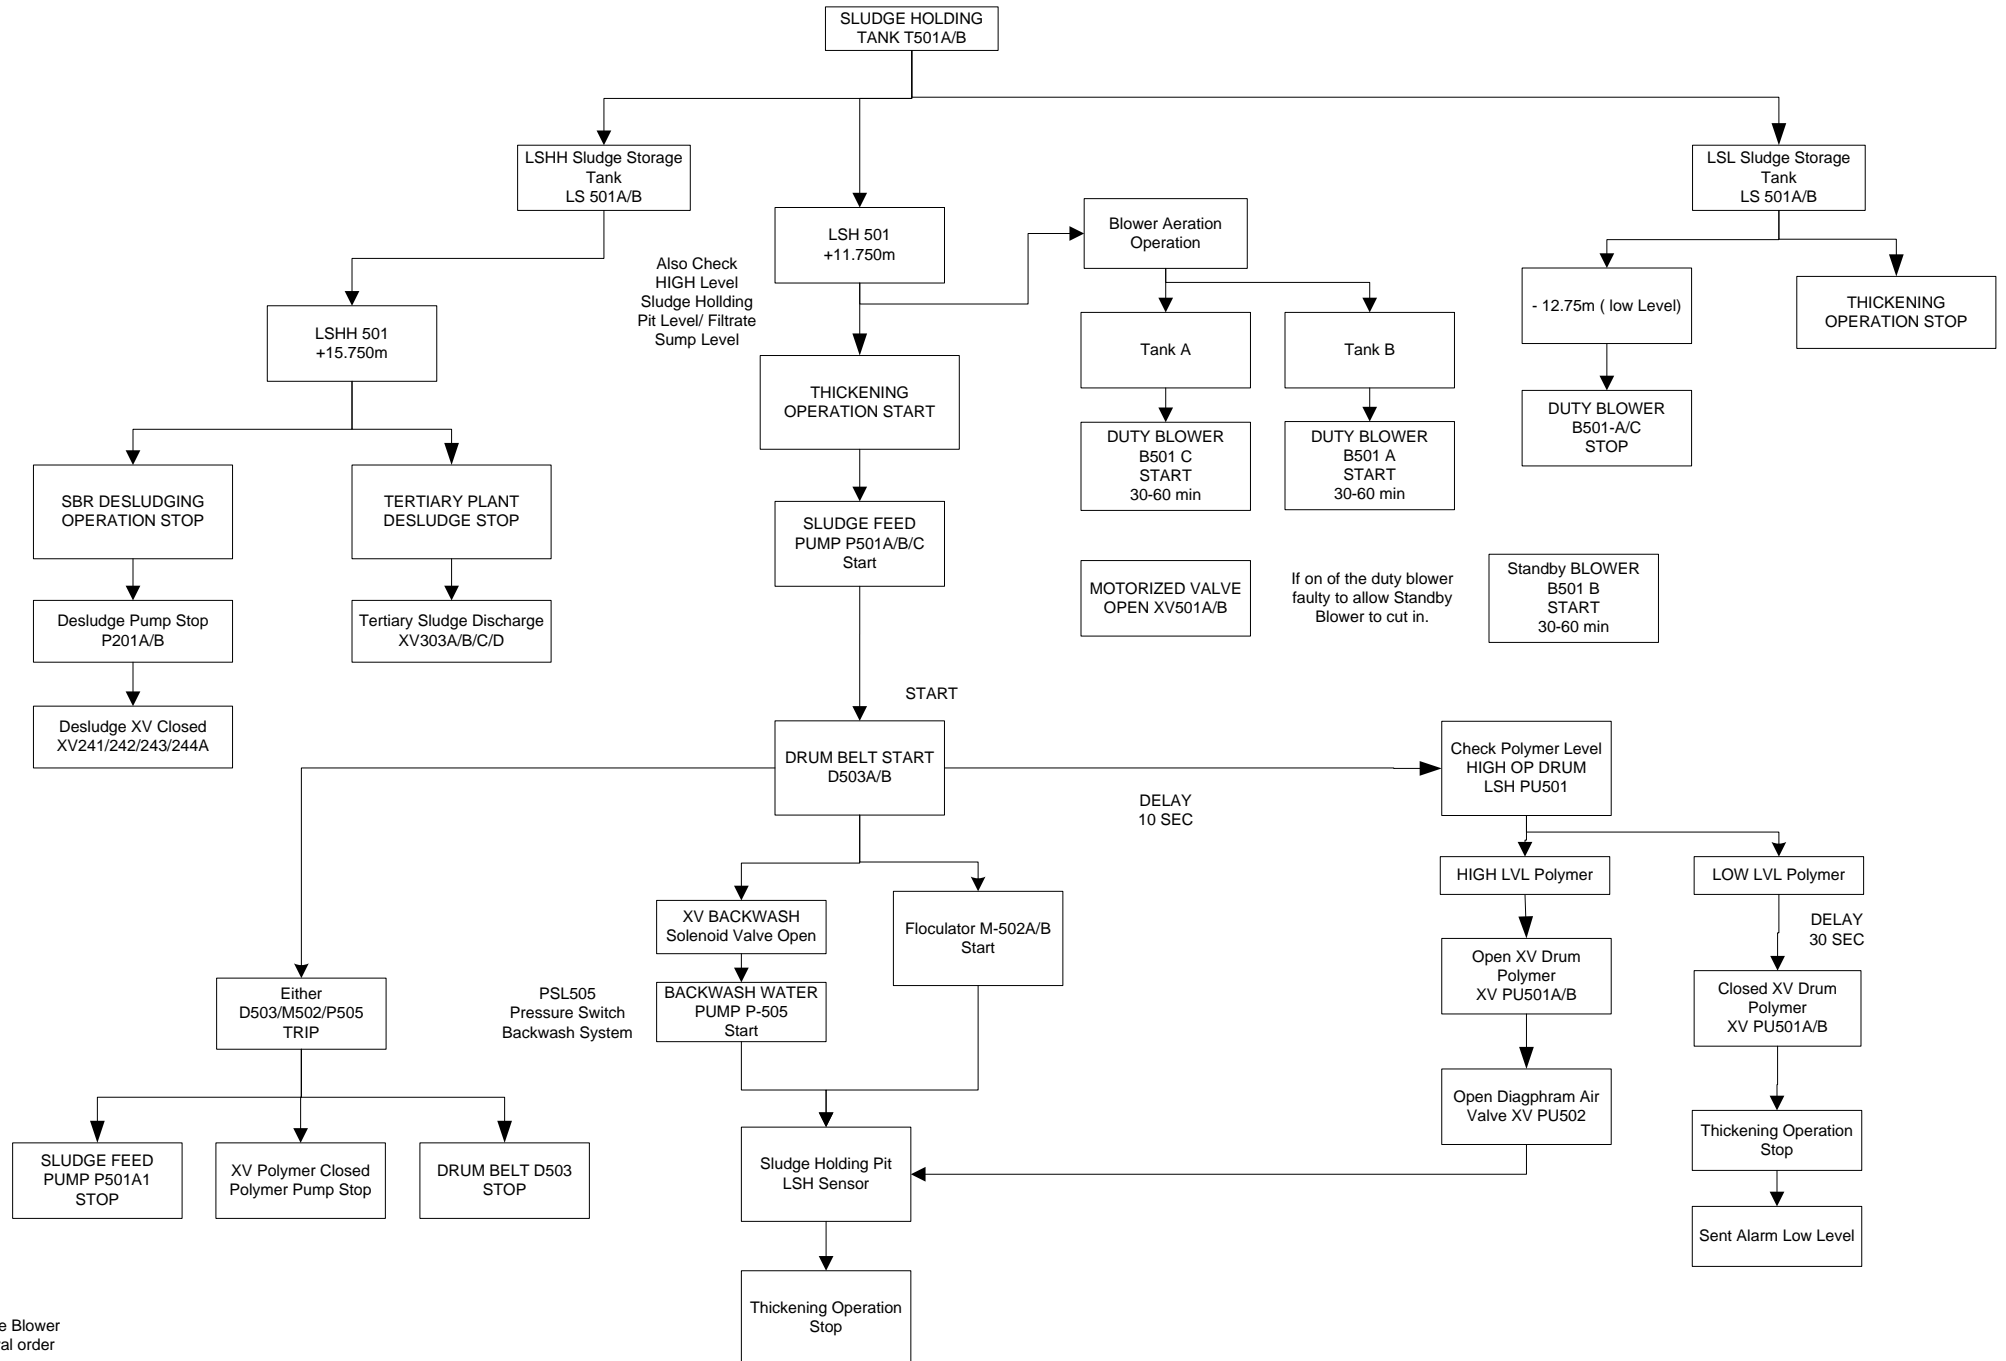 SLUDGE HOLDING
TANK T501A/B
LSHH Sludge Storage
Tank
LS 501A/B
LSL Sludge Storage
Tank
LS 501A/B
LSH 501
+11.750m
Blower Aeration
Operation
Also Check
HIGH Level
Sludge Hollding
Pit Level/ Filtrate
Sump Level
- 12.75m ( low Level)
THICKENING
OPERATION STOP
LSHH 501
+15.750m
Tank A
Tank B
THICKENING
OPERATION START
DUTY BLOWER
B501-A/C
STOP
DUTY BLOWER
B501 C
START
30-60 min
DUTY BLOWER
B501 A
START
30-60 min
SBR DESLUDGING
OPERATION STOP
TERTIARY PLANT
DESLUDGE STOP
SLUDGE FEED
PUMP P501A/B/C
Start
MOTORIZED VALVE
OPEN XV501A/B
If on of the duty blower
faulty to allow Standby
Blower to cut in.
Standby BLOWER
B501 B
START
30-60 min
Desludge Pump Stop
P201A/B
Tertiary Sludge Discharge
XV303A/B/C/D
START
Desludge XV Closed
XV241/242/243/244A
DRUM BELT START
D503A/B
DELAY
10 SEC
Check Polymer Level
HIGH OP DRUM
LSH PU501
HIGH LVL Polymer
LOW LVL Polymer
XV BACKWASH
Solenoid Valve Open
Floculator M-502A/B
Start
DELAY
30 SEC
Open XV Drum
Polymer
XV PU501A/B
Closed XV Drum
Polymer
XV PU501A/B
Either
D503/M502/P505
TRIP
PSL505
Pressure Switch
Backwash System
BACKWASH WATER
PUMP P-505
Start
Open Diagphram Air
Valve XV PU502
Thickening Operation
Stop
SLUDGE FEED
PUMP P501A1
STOP
XV Polymer Closed
Polymer Pump Stop
DRUM BELT D503
STOP
Sludge Holding Pit
LSH Sensor
Sent Alarm Low Level
Thickening Operation
Stop
e Blower
al order